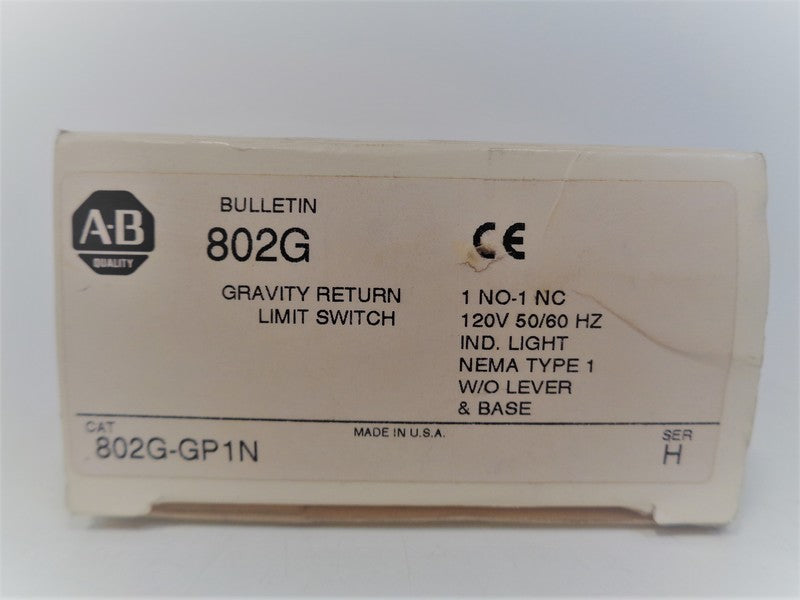 A-B
QUALITY
BULLETIN
802G
GRAVITY RETURN
LIMIT SWITCH
CE
1 NO-1 NC
120V 50/60 HZ
IND. LIGHT
NEMA TYPE 1
W/O LEVER
& BASE
CAT
802G-GP1N
MADE IN U.S.A.
SER
H